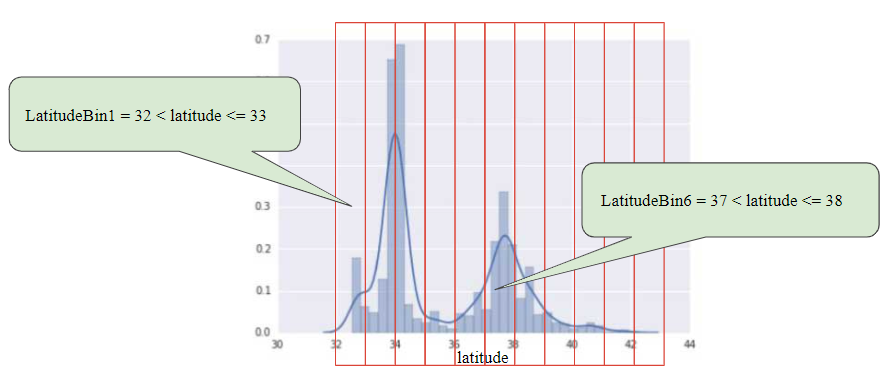 0.7
LatitudeBin1 = 32 < latitude <= 33
0.3
LatitudeBin6 = 37 < latitude <= 38
0.2
0.1
0.0
30 32 34 36 38 40 42 44
latitude